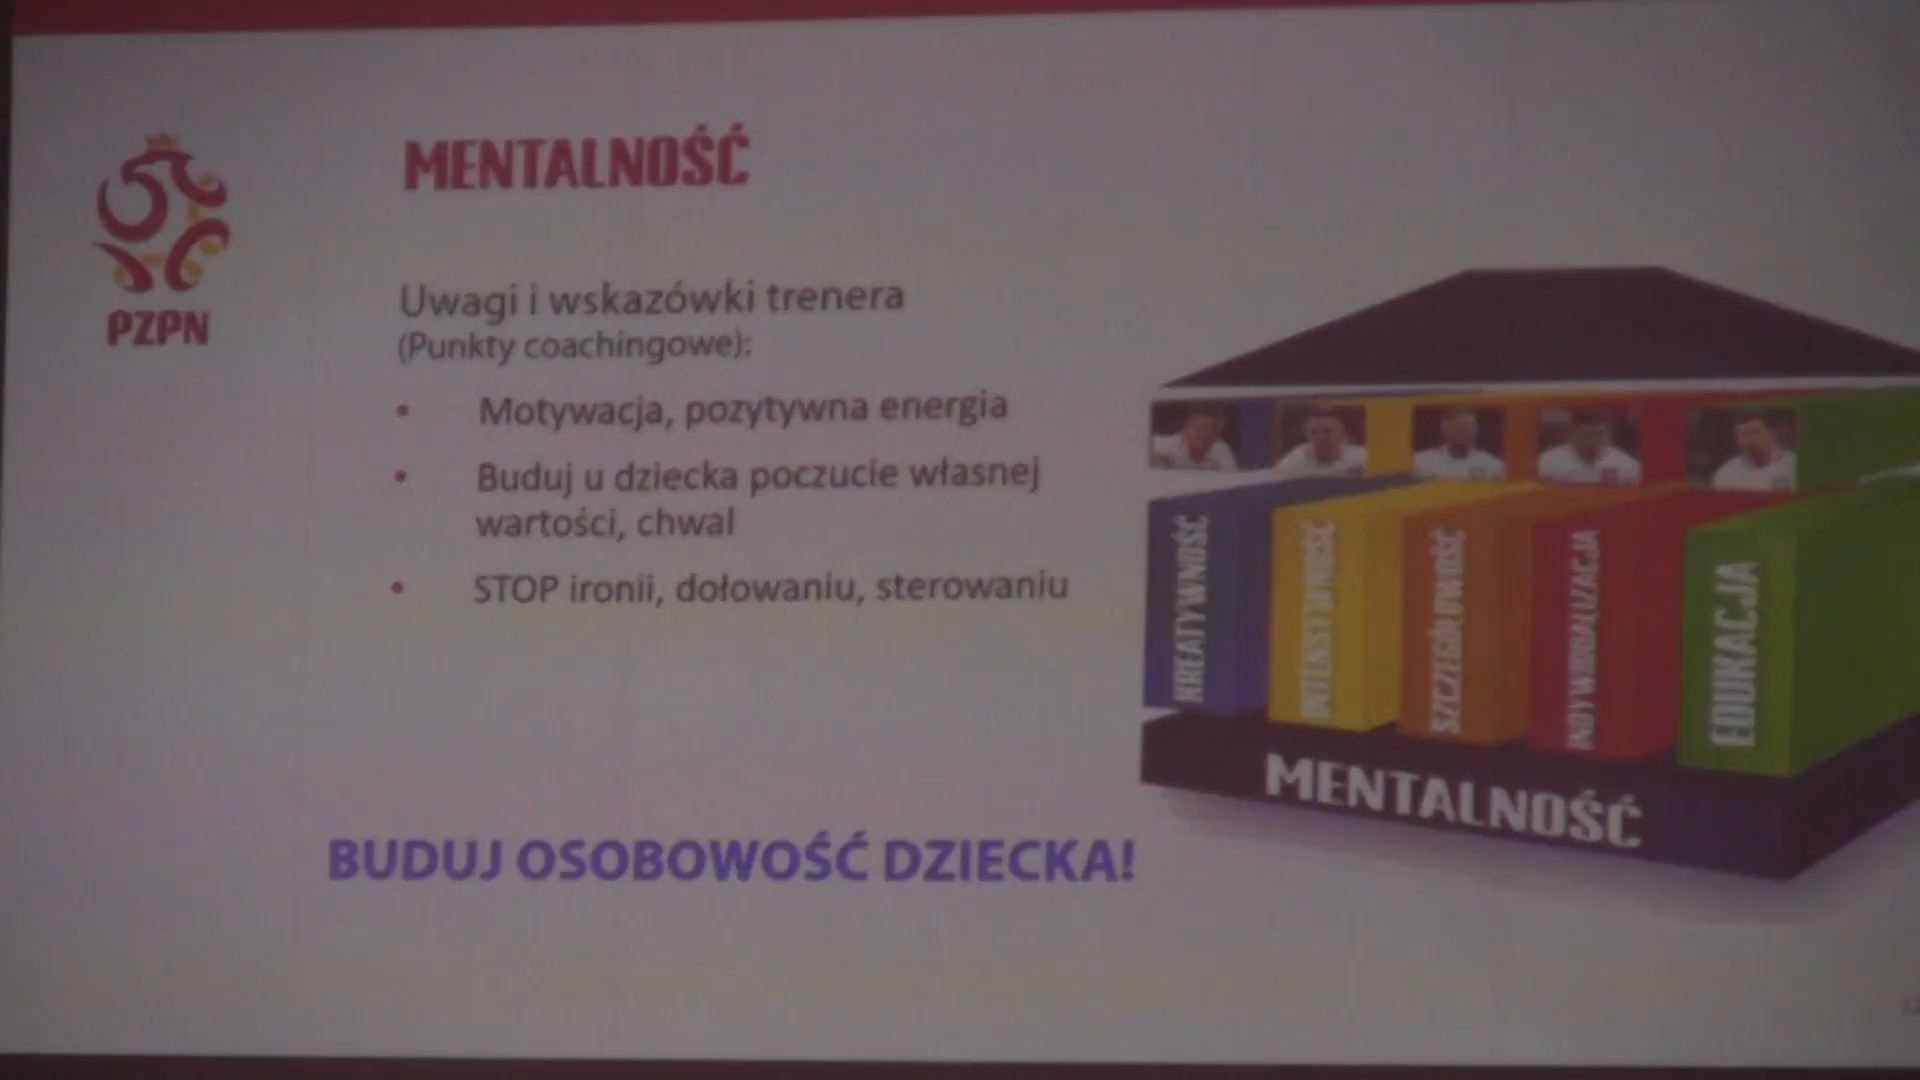 PZPN
MENTALNOŚĆ
Uwagi i wskazówki trenera
(Punkty coachingowe):
• Motywacja, pozytywna energia
• Buduj u dziecka poczucie własnej
wartości, chwal
• STOP ironii, dołowaniu, sterowaniu
BUDUJ OSOBOWOŚĆ DZIECKA!
KREATYWNOŚĆ
INTENSYWNOŚĆ
SZCZEGÓŁOWOŚĆ
INDYWIDUALIZACJA
EDUKACJA
MENTALNOŚĆ